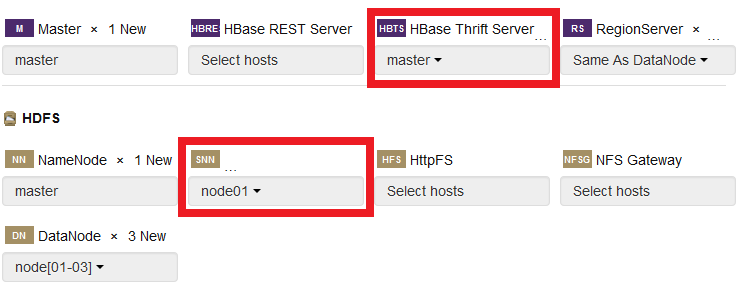 M Master × 1 New HBRES HBase REST Server HBTS HBase Thrift Server ... RS RegionServer × ...
master Select hosts master Same As DataNode
HDFS
NN NameNode × 1 New SNN ... HFS HttpFS NFSG NFS Gateway
master node01 Select hosts Select hosts
DN DataNode × 3 New
node[01-03]